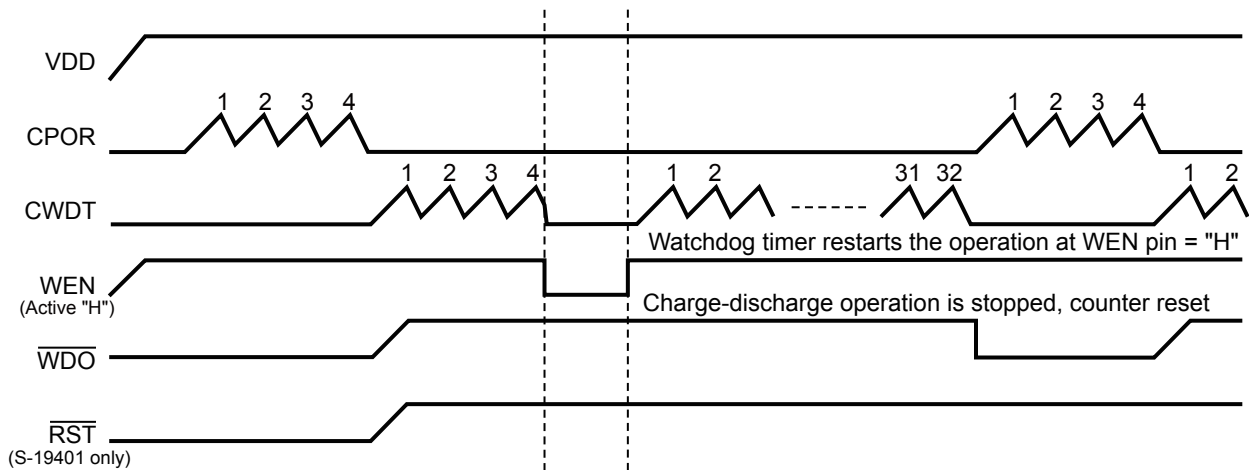 VDD
1 2 3 4
1 2 3 4
CPOR
1 2 3 4
1 2
31 32
1 2
CWDT
Watchdog timer restarts the operation at WEN pin = "H"
WEN
(Active "H")
Charge-discharge operation is stopped, counter reset
WDO
RST
(S-19401 only)